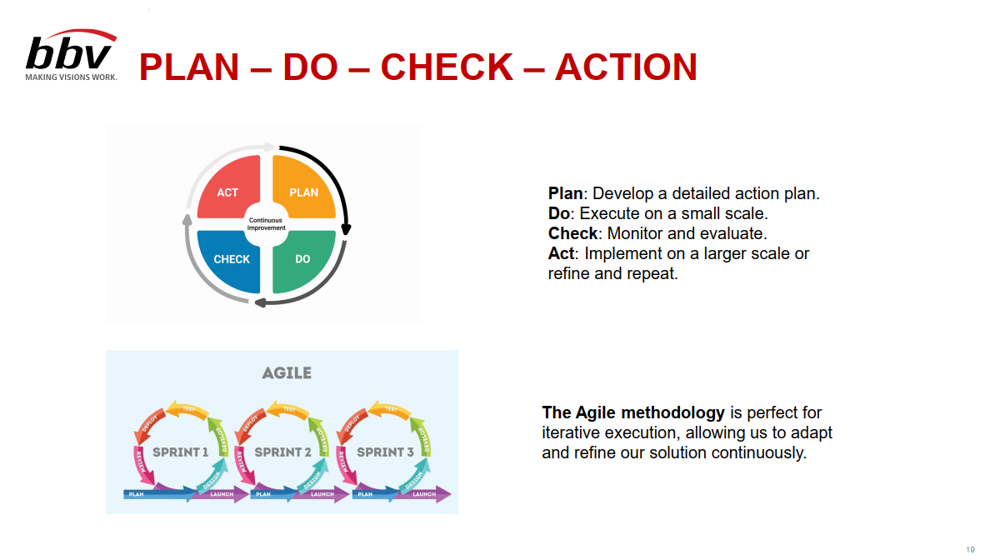 bbv
MAKING VISIONS WORK.
PLAN – DO – CHECK – ACTION
ACT
PLAN
Continuous
Improvement
CHECK
DO
Plan: Develop a detailed action plan.
Do: Execute on a small scale.
Check: Monitor and evaluate.
Act: Implement on a larger scale or
refine and repeat.
AGILE
TEST
DEPLOY
DEVELOP
SPRINT 1
REVIEW
DESIGN
PLAN
LAUNCH
TEST
DEPLOY
DEVELOP
SPRINT 2
REVIEW
DESIGN
PLAN
LAUNCH
TEST
DEPLOY
DEVELOP
SPRINT 3
REVIEW
DESIGN
PLAN
LAUNCH
The Agile methodology is perfect for
iterative execution, allowing us to adapt
and refine our solution continuously.
19